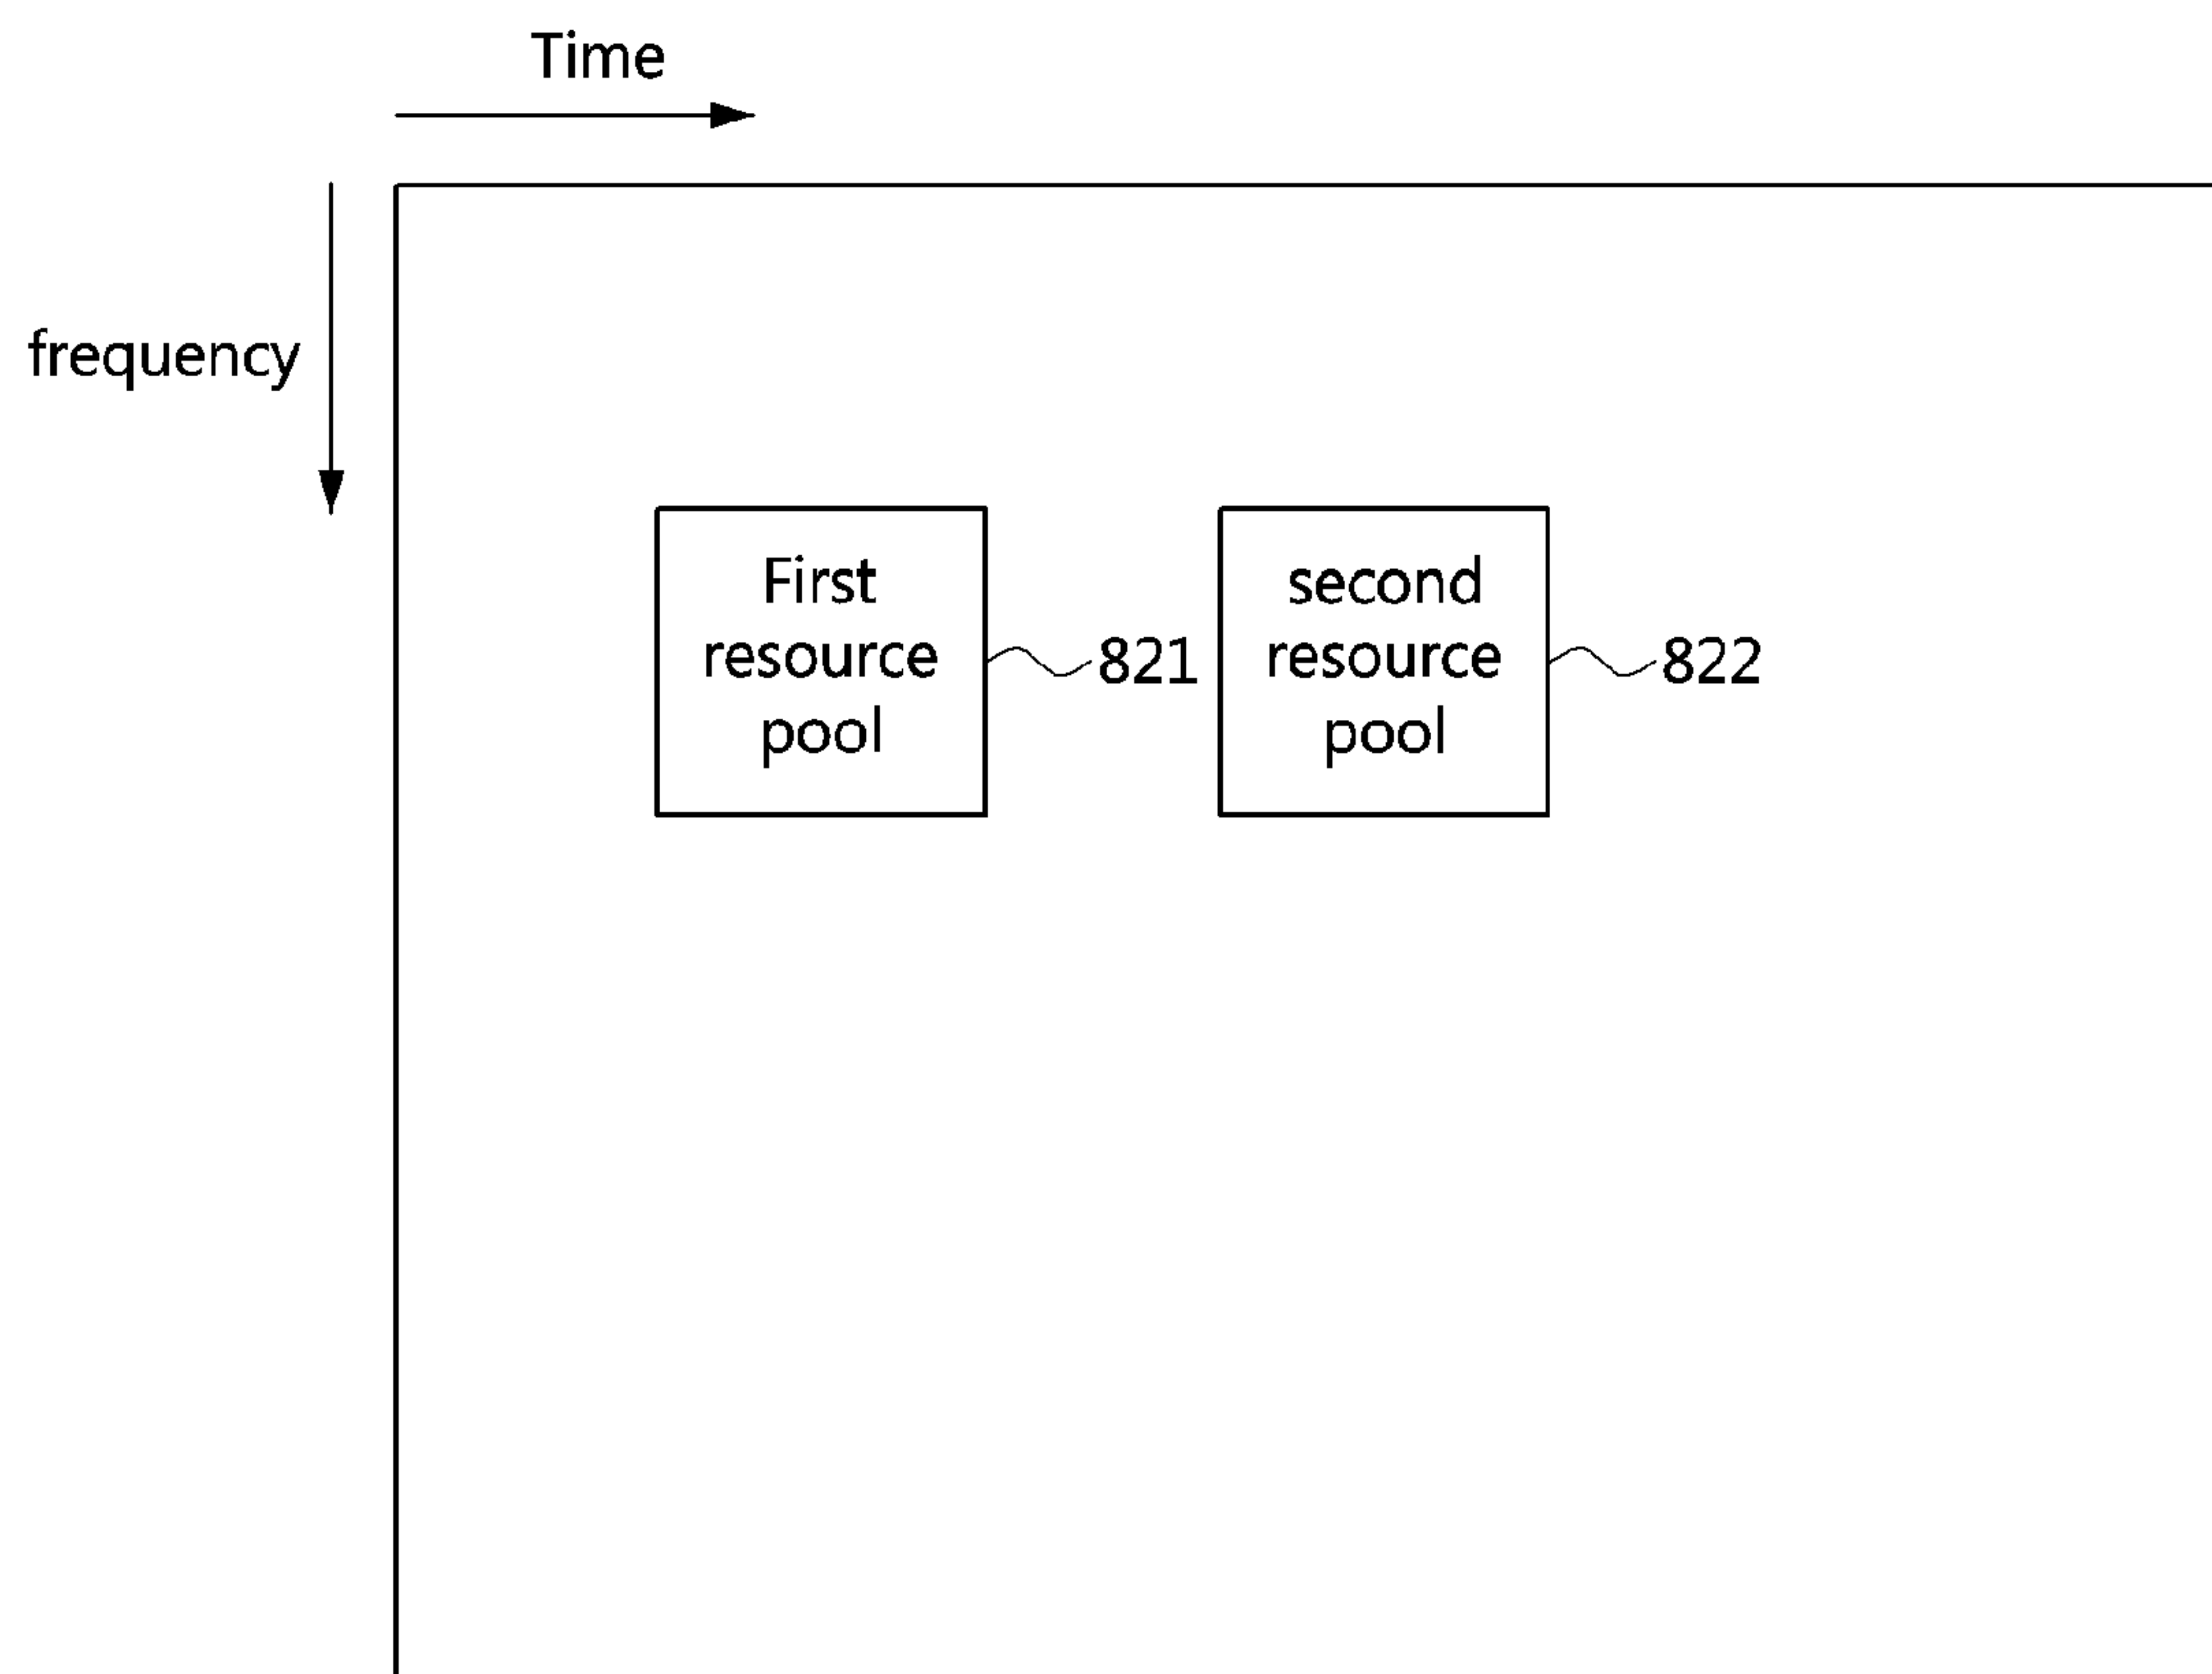 Time
frequency
First
resource
pool
821
second
resource
pool
822